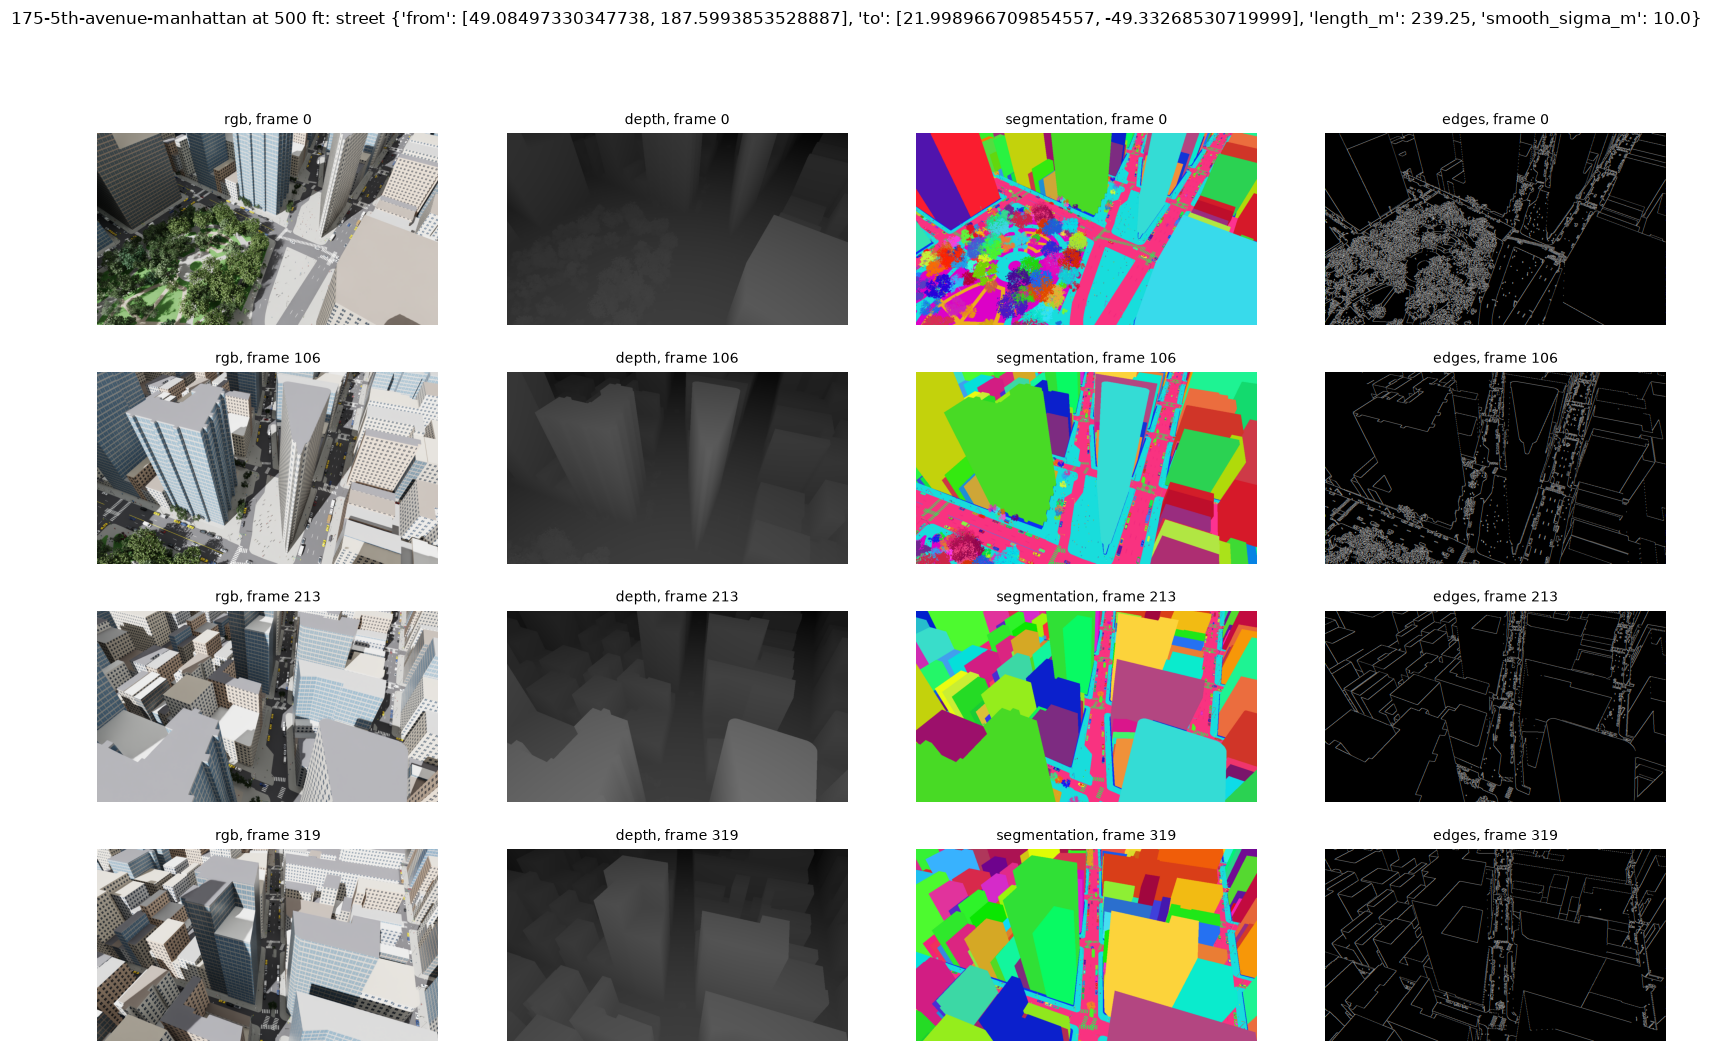 175-5th-avenue-manhattan at 500 ft: street {'from': [49.08497330347738, 187.5993853528887], 'to': [21.998966709854557, -49.33268530719999], 'length_m': 239.25, 'smooth_sigma_m': 10.0}
rgb, frame 0
depth, frame 0
segmentation, frame 0
edges, frame 0
rgb, frame 106
depth, frame 106
segmentation, frame 106
edges, frame 106
rgb, frame 213
depth, frame 213
segmentation, frame 213
edges, frame 213
rgb, frame 319
depth, frame 319
segmentation, frame 319
edges, frame 319